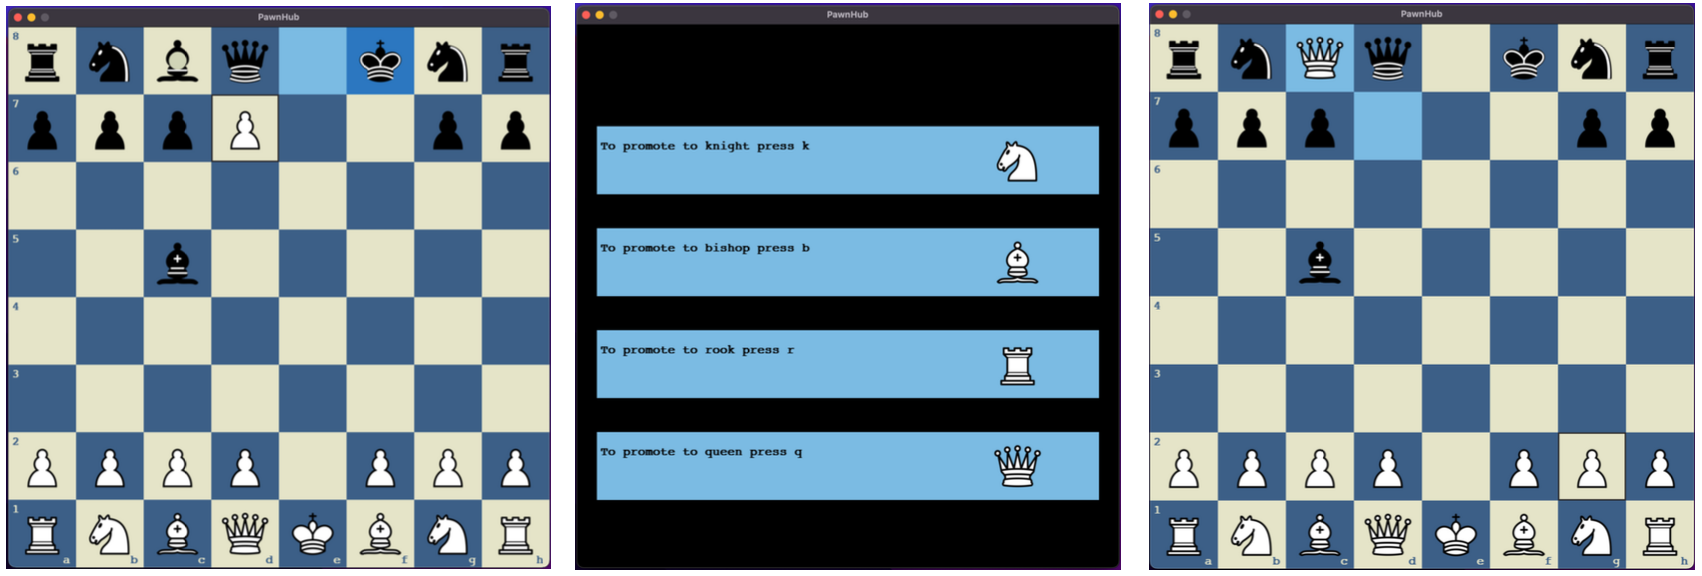 PawnHub
8
7
6
5
4
3
2
1
a b c d e f g h
PawnHub
To promote to knight press k
To promote to bishop press b
To promote to rook press r
To promote to queen press q
PawnHub
8
7
6
5
4
3
2
1
a b c d e f g h